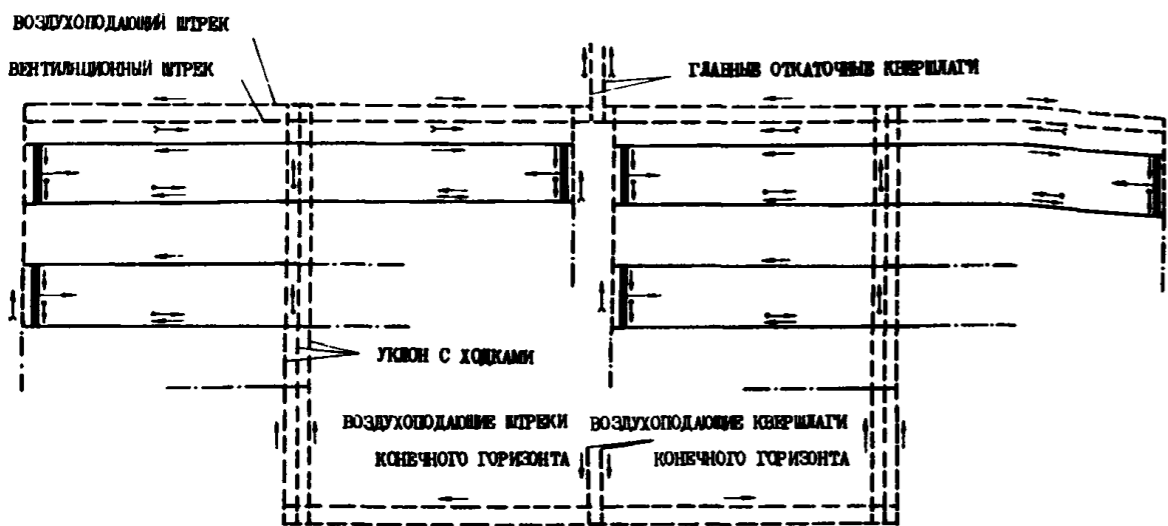 ВОЗДУХОПОДАЮЩИЙ ШТРЕК
ВЕНТИЛЯЦИОННЫЙ ШТРЕК
ГЛАВНЫЕ ОТКАТОЧНЫЕ КВЕРШЛАГИ
УКЛОН С ХОДКАМИ
ВОЗДУХОПОДАЮЩИЕ ШТРЕКИ
КОНЕЧНОГО ГОРИЗОНТА
ВОЗДУХОПОДАЮЩИЕ КВЕРШЛАГИ
КОНЕЧНОГО ГОРИЗОНТА